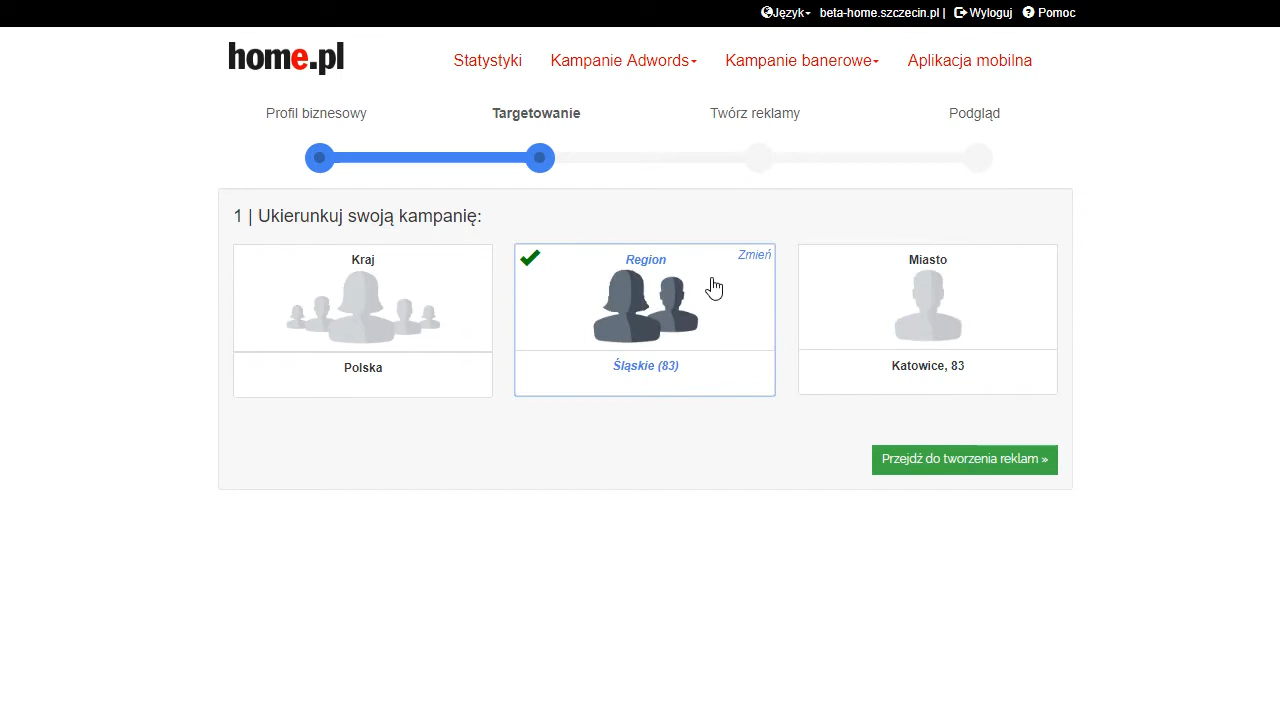 Język beta-home.szczecin.pl | Wyloguj Pomoc
home.pl Statystyki Kampanie Adwords Kampanie banerowe Aplikacja mobilna
Profil biznesowy Targetowanie Twórz reklamy Podgląd
1 | Ukierunkuj swoją kampanię:
Kraj
Polska
Region Zmień
Śląskie (83)
Miasto
Katowice, 83
Przejdź do tworzenia reklam »